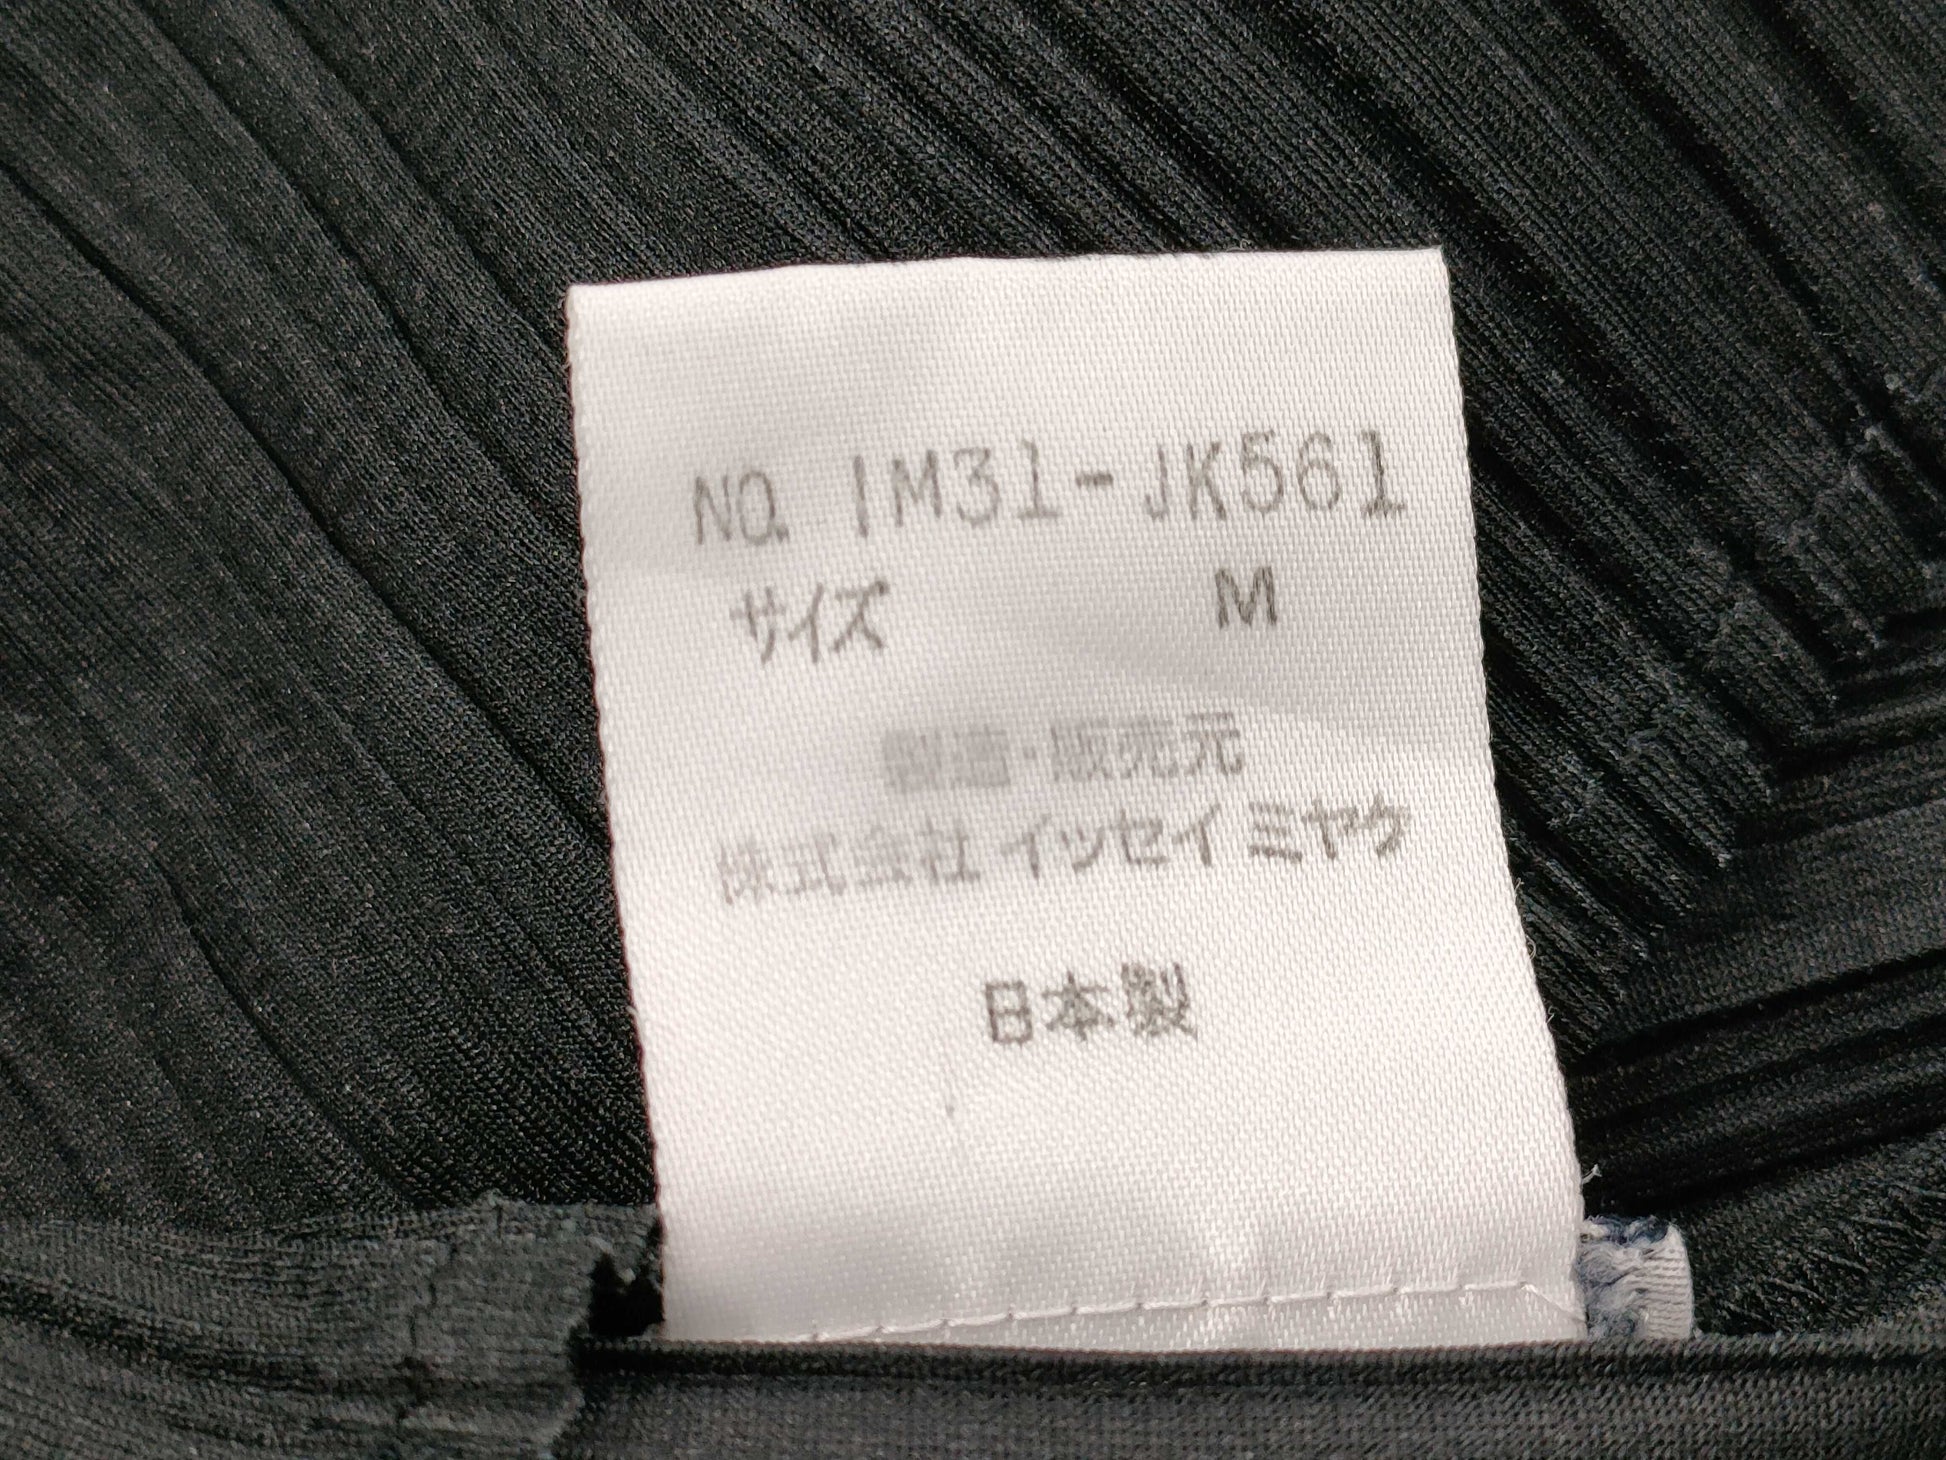 NO. IM31-JK561
サイズ M
製造・販売元
株式会社 イッセイ ミヤケ
日本製